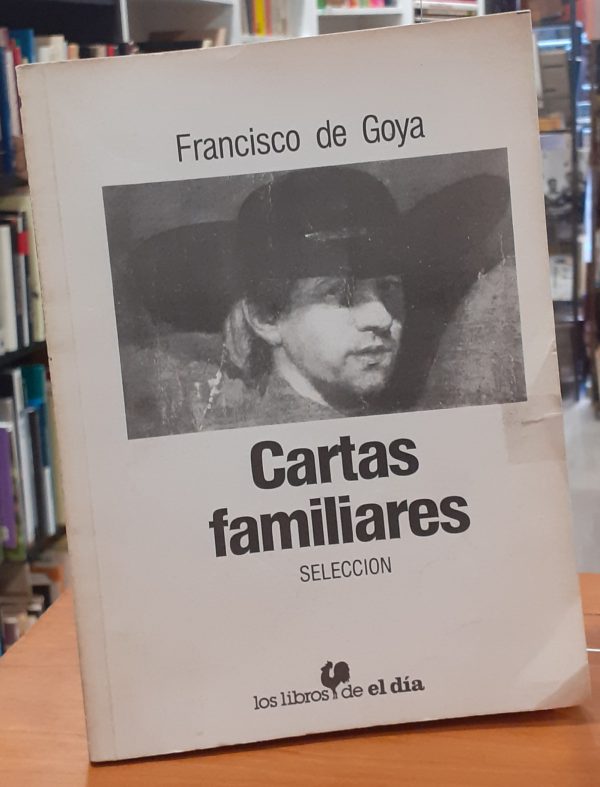 Francisco de Goya
Cartas
familiares
SELECCION
los libros de el día